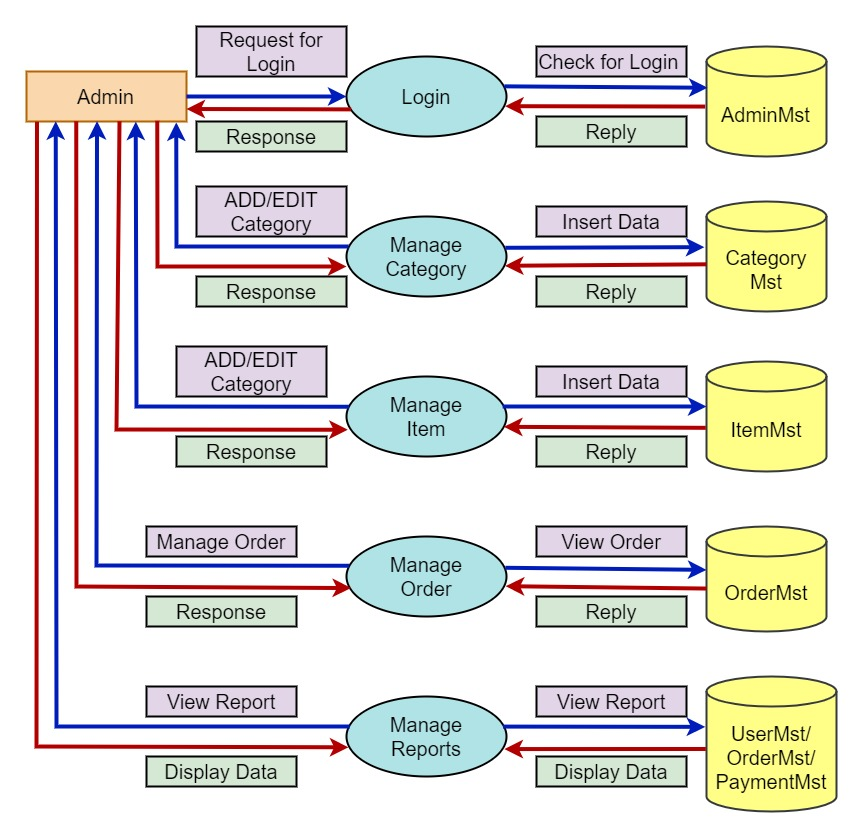 Request for
Login
Check for Login
Admin
Login
AdminMst
Response
Reply
ADD/EDIT
Category
Insert Data
Manage
Category
Category
Mst
Response
Reply
ADD/EDIT
Category
Insert Data
Manage
Item
ItemMst
Response
Reply
Manage Order
View Order
Manage
Order
OrderMst
Response
Reply
View Report
View Report
Manage
Reports
UserMst/
OrderMst/
PaymentMst
Display Data
Display Data